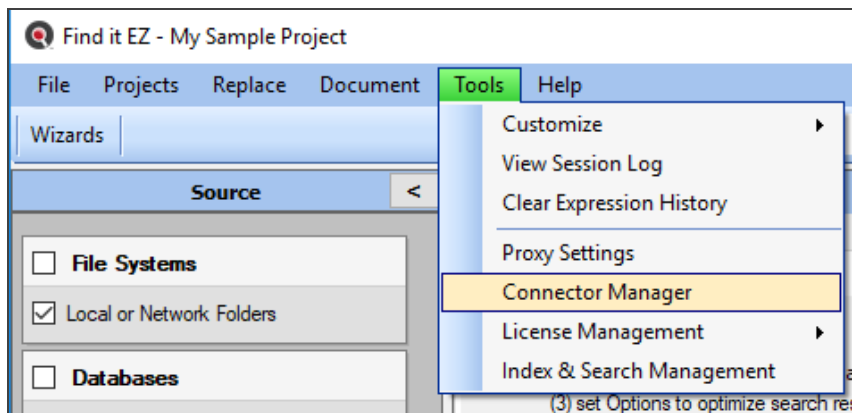 Find it EZ - My Sample Project
File Projects Replace Document Tools Help
Wizards
Customize
View Session Log
Clear Expression History
Proxy Settings
Connector Manager
License Management
Index & Search Management
Source <
File Systems
Local or Network Folders
Databases
(3) set Options to optimize search res